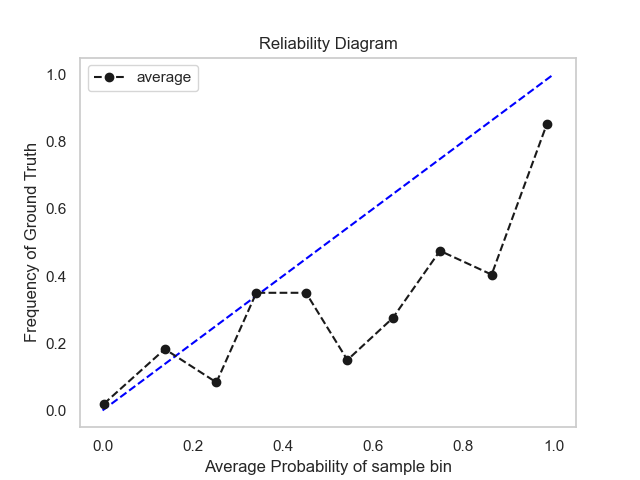 Reliability Diagram
average
Frequency of Ground Truth
1.0
0.8
0.6
0.4
0.2
0.0
0.0 0.2 0.4 0.6 0.8 1.0
Average Probability of sample bin